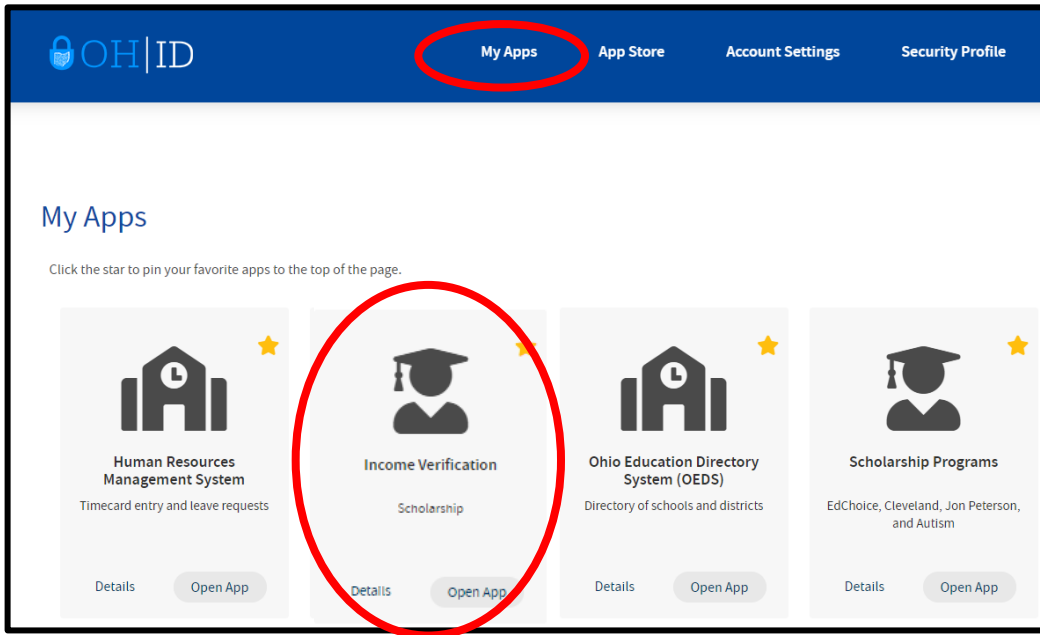 OH|ID
My Apps
App Store
Account Settings
Security Profile
My Apps
Click the star to pin your favorite apps to the top of the page.
Human Resources
Management System
Timecard entry and leave requests
Details
Open App
Income Verification
Scholarship
Details
Open App
Ohio Education Directory
System (OEDS)
Directory of schools and districts
Details
Open App
Scholarship Programs
EdChoice, Cleveland, Jon Peterson,
and Autism
Details
Open App